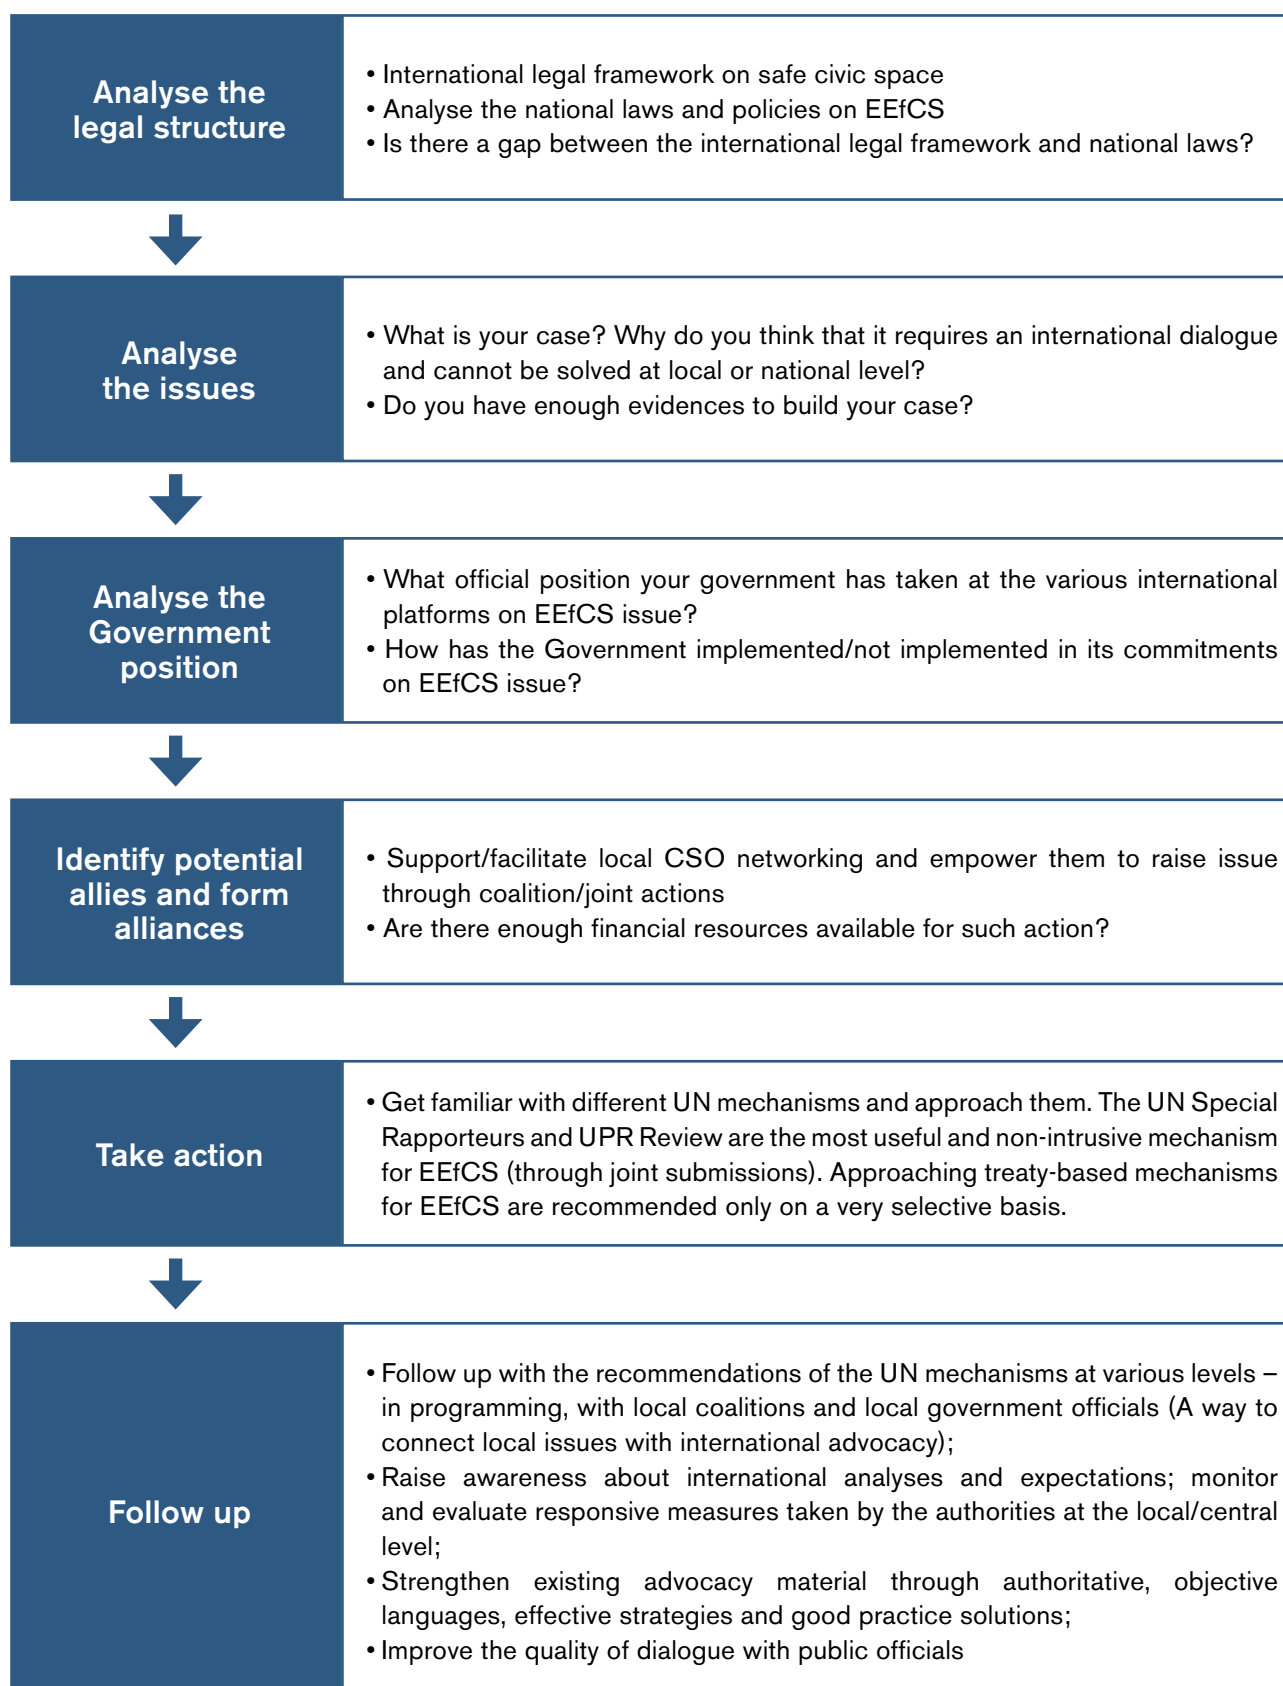 Analyse the
legal structure
• International legal framework on safe civic space
• Analyse the national laws and policies on EEfCS
• Is there a gap between the international legal framework and national laws?
Analyse
the issues
• What is your case? Why do you think that it requires an international dialogue
and cannot be solved at local or national level?
• Do you have enough evidences to build your case?
Analyse the
Government
position
• What official position your government has taken at the various international
platforms on EEfCS issue?
• How has the Government implemented/not implemented in its commitments
on EEfCS issue?
Identify potential
allies and form
alliances
• Support/facilitate local CSO networking and empower them to raise issue
through coalition/joint actions
• Are there enough financial resources available for such action?
Take action
• Get familiar with different UN mechanisms and approach them. The UN Special
Rapporteurs and UPR Review are the most useful and non-intrusive mechanism
for EEfCS (through joint submissions). Approaching treaty-based mechanisms
for EEfCS are recommended only on a very selective basis.
Follow up
• Follow up with the recommendations of the UN mechanisms at various levels –
in programming, with local coalitions and local government officials (A way to
connect local issues with international advocacy);
• Raise awareness about international analyses and expectations; monitor
and evaluate responsive measures taken by the authorities at the local/central
level;
• Strengthen existing advocacy material through authoritative, objective
languages, effective strategies and good practice solutions;
• Improve the quality of dialogue with public officials